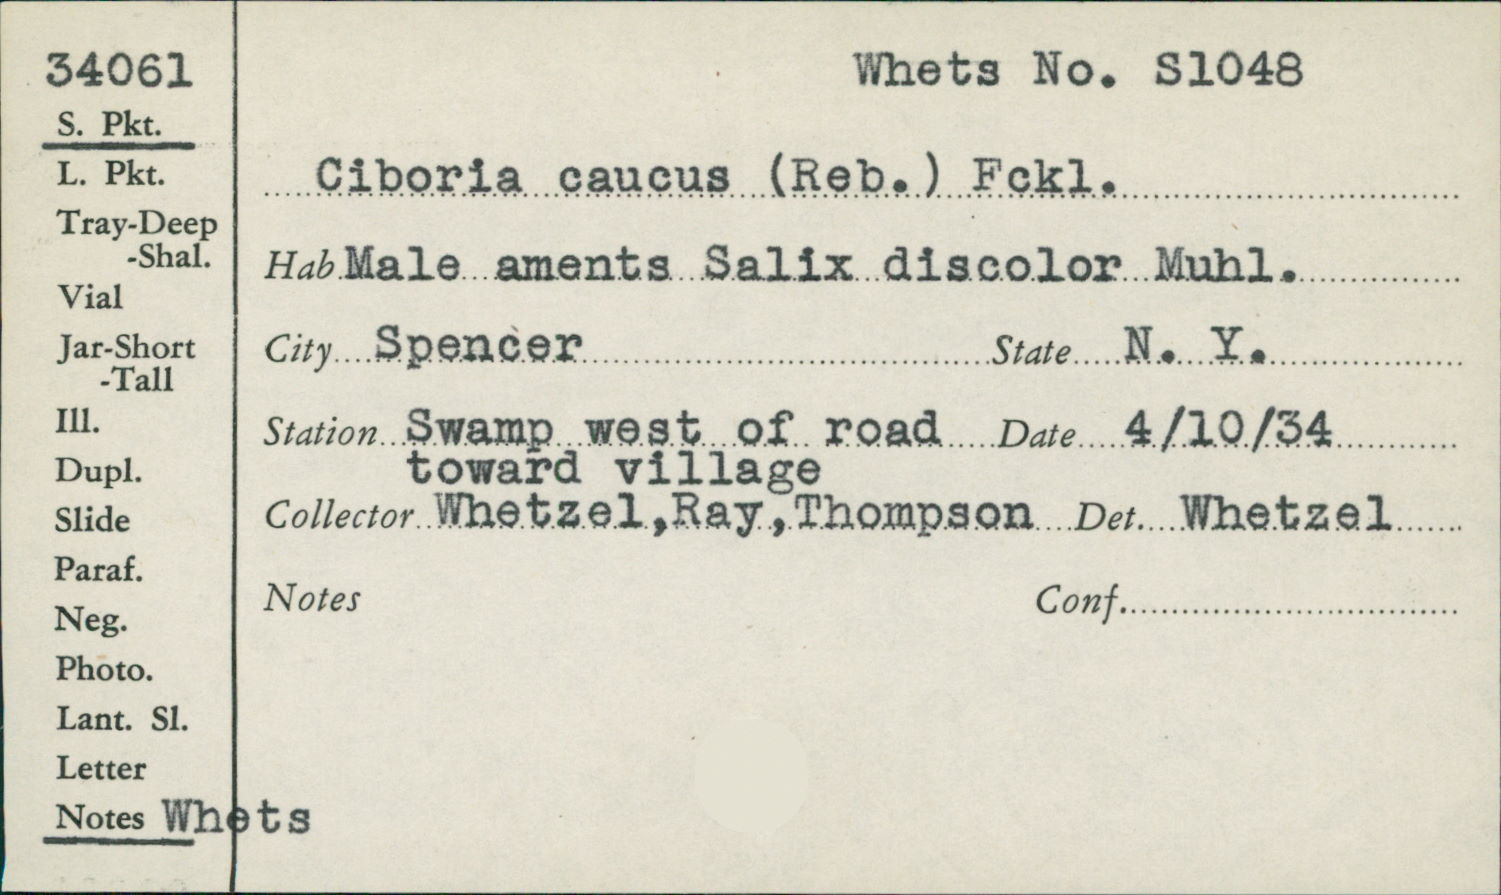 34061
S. Pkt.
L. Pkt.
Tray-Deep
-Shal.
Vial
Jar-Short
-Tall
Ill.
Dupl.
Slide
Paraf.
Neg.
Photo.
Lant. Sl.
Letter
Notes Whets
Whets No. S1048
Ciboria caucus (Reb.) Fckl.
Hab Male aments Salix discolor Muhl.
City Spencer State N. Y.
Station Swamp west of road Date 4/10/34
toward village
Collector Whetzel,Ray,Thompson Det. Whetzel
Notes Conf.